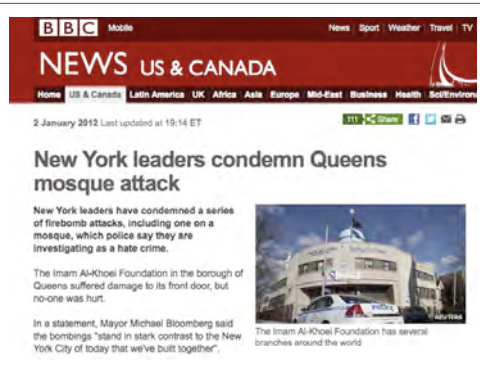 BBC Mobile News Sport Weather Travel TV
NEWS US & CANADA
Home US & Canada Latin America UK Africa Asia Europe Mid-East Business Health Sci/Environ
2 January 2012 Last updated at 19:14 ET
111 Share
New York leaders condemn Queens
mosque attack
New York leaders have condemned a series
of firebomb attacks, including one on a
mosque, which police say they are
investigating as a hate crime.
The Imam Al-Khoei Foundation in the borough of
Queens suffered damage to its front door, but
no-one was hurt.
In a statement, Mayor Michael Bloomberg said
the bombings "stand in stark contrast to the New
York City of today that we've built together".
REUTERS
The Imam Al-Khoei Foundation has several
branches around the world